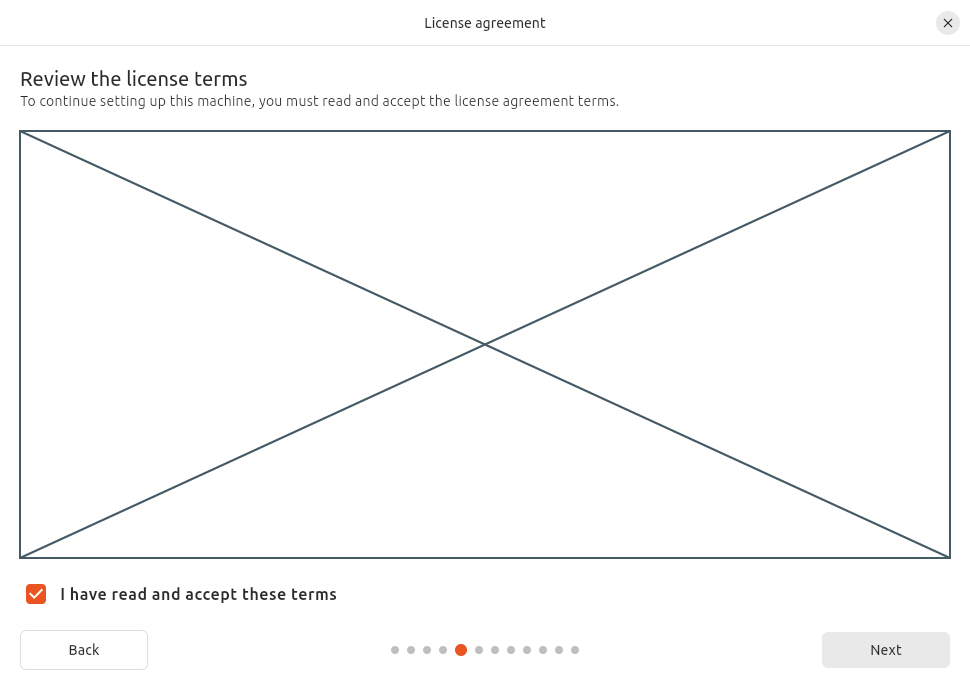 License agreement
Review the license terms
To continue setting up this machine, you must read and accept the license agreement terms.
I have read and accept these terms
Back
Next